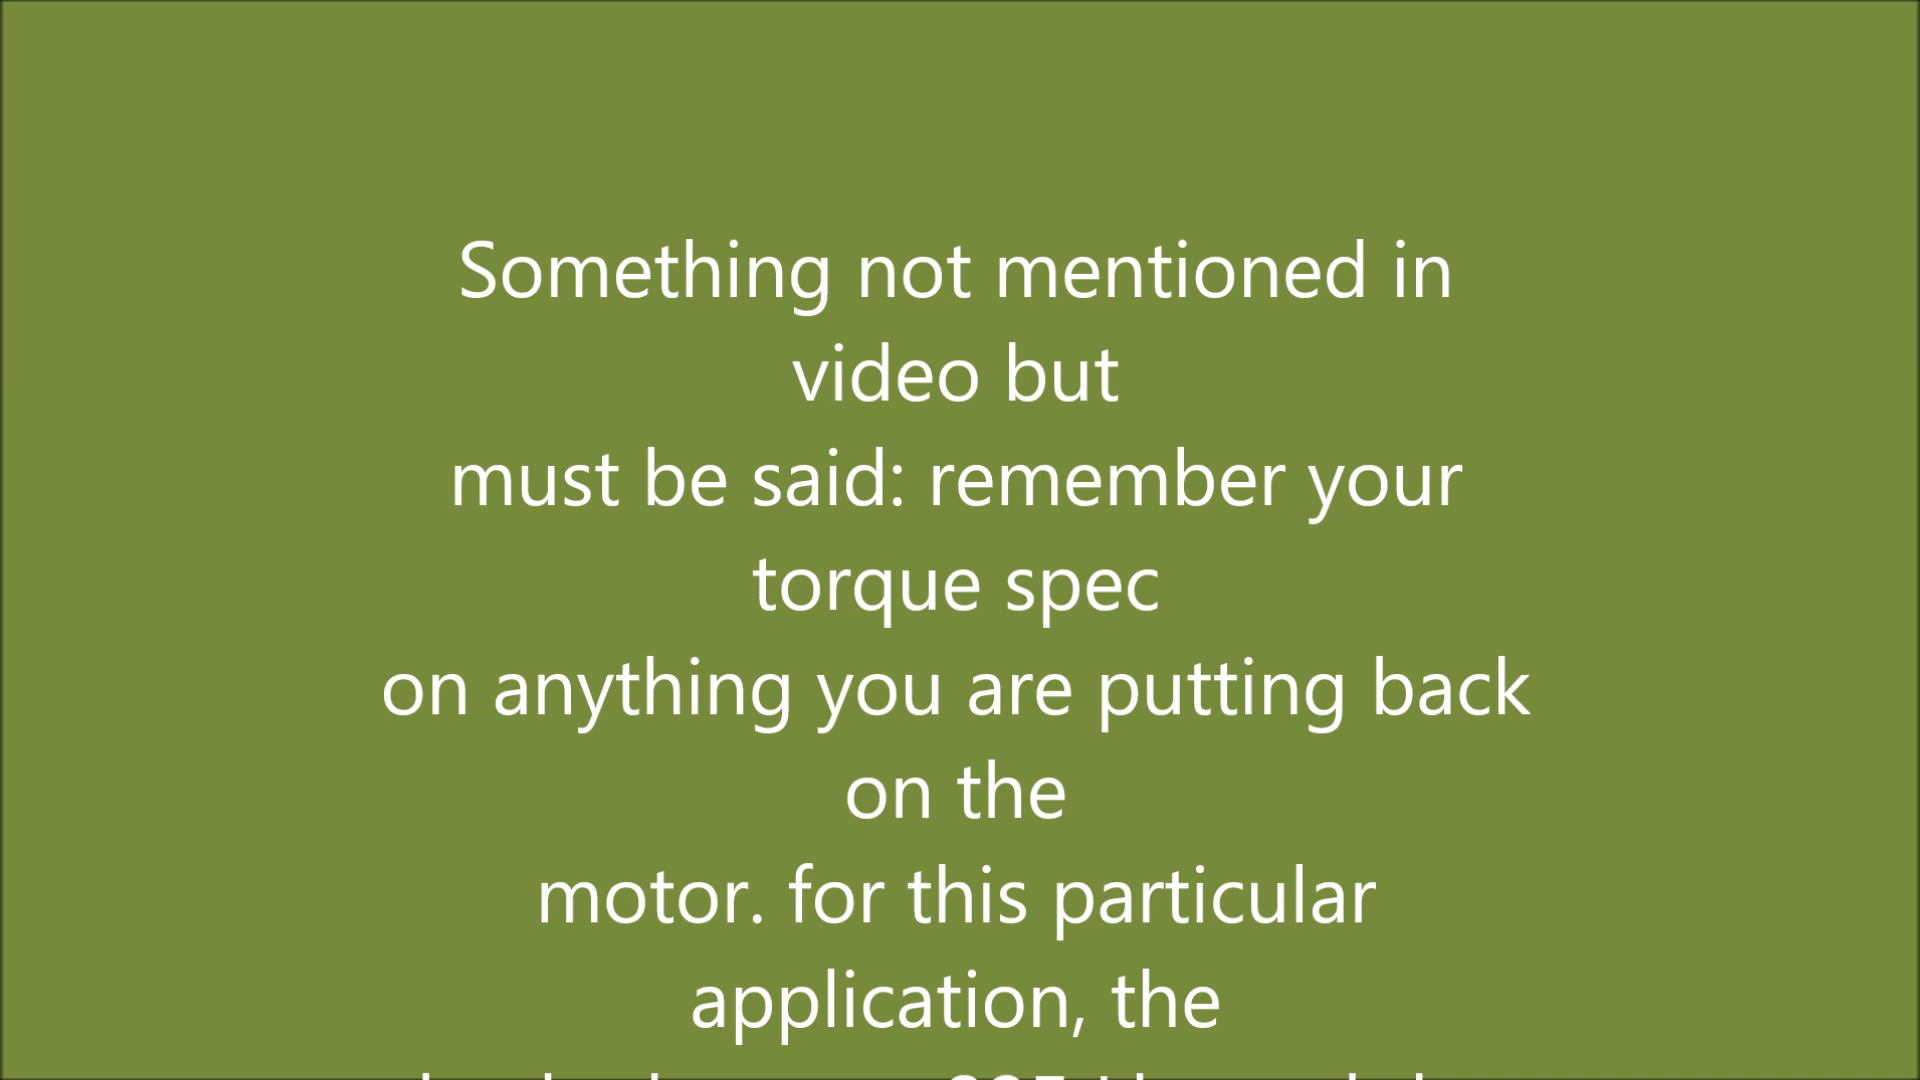 Something not mentioned in
video but
must be said: remember your
torque spec
on anything you are putting back
on the
motor. for this particular
application, the